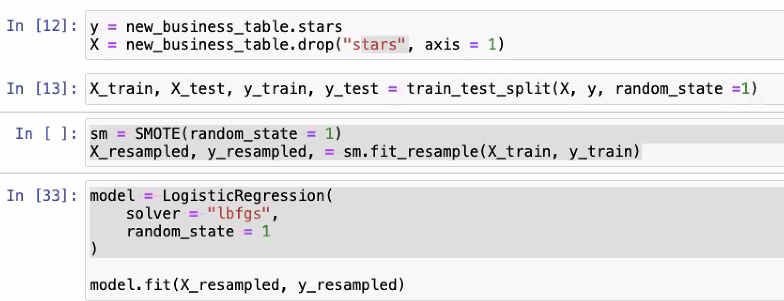 In [12]: y = new_business_table.stars
X = new_business_table.drop("stars", axis = 1)
In [13]: X_train, X_test, y_train, y_test = train_test_split(X, y, random_state =1)
In [ ]: sm = SMOTE(random_state = 1)
X_resampled, y_resampled, = sm.fit_resample(X_train, y_train)
In [33]: model = LogisticRegression(
solver = "lbfgs",
random_state = 1
)
model.fit(X_resampled, y_resampled)